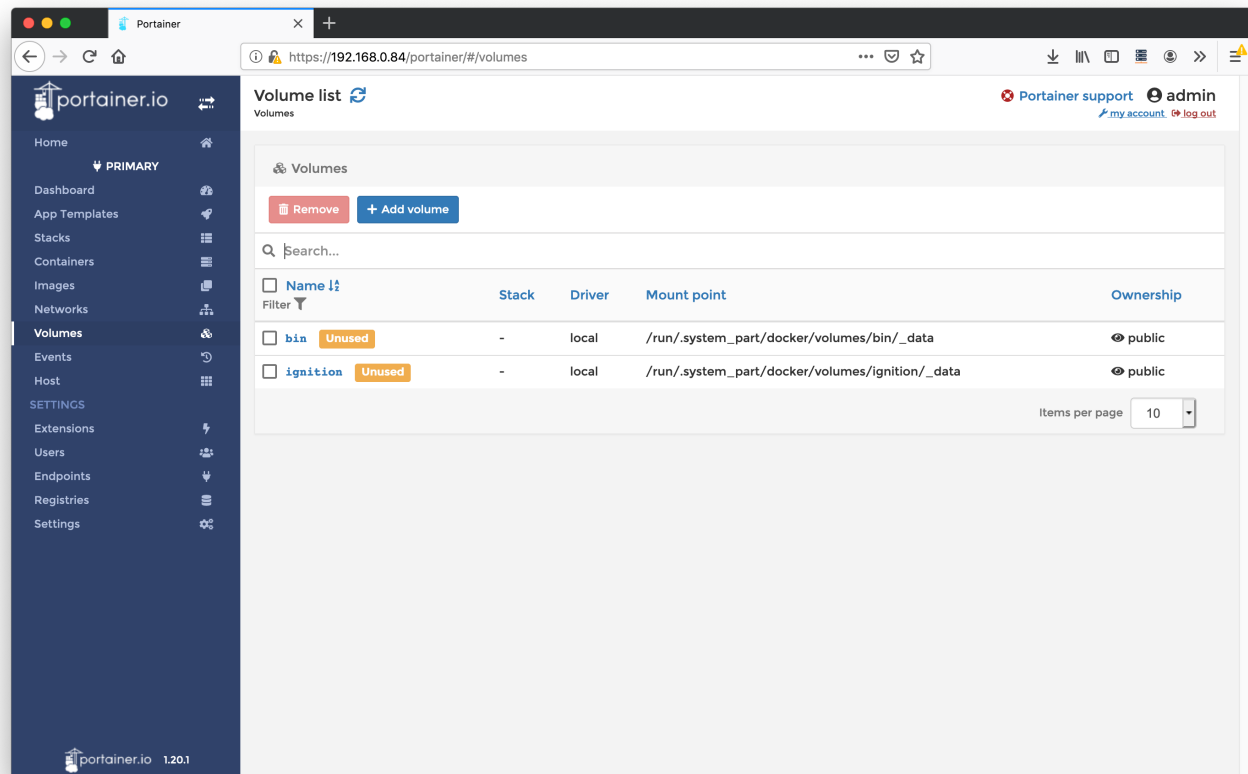 Portainer
https://192.168.0.84/portainer/#/volumes
portainer.io
Home
PRIMARY
Dashboard
App Templates
Stacks
Containers
Images
Networks
Volumes
Events
Host
SETTINGS
Extensions
Users
Endpoints
Registries
Settings
portainer.io 1.20.1
Volume list
Volumes
Portainer support admin
my account log out
Volumes
Remove Add volume
Search...
Name Stack Driver Mount point Ownership
Filter
bin Unused - local /run/.system_part/docker/volumes/bin/_data public
ignition Unused - local /run/.system_part/docker/volumes/ignition/_data public
Items per page 10